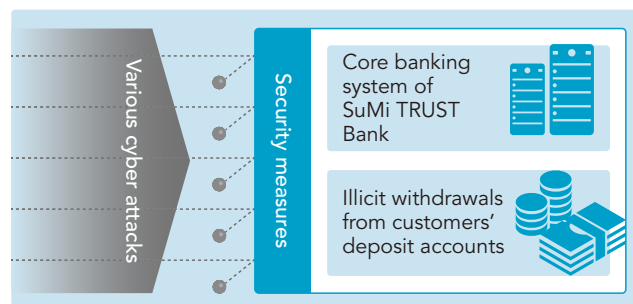 Various cyber attacks
Security measures
Core banking
system of
SuMi TRUST
Bank
Illicit withdrawals
from customers’
deposit accounts